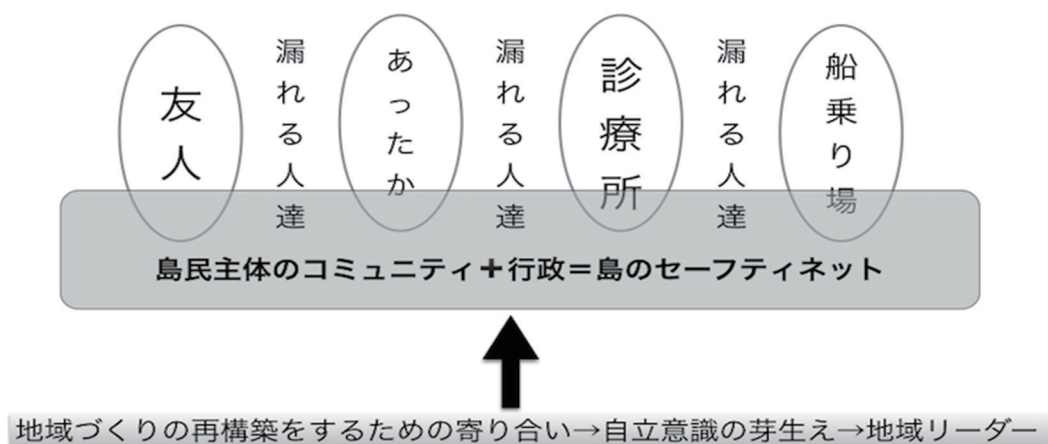 友人
漏れる人達
あったか
漏れる人達
診療所
漏れる人達
船乗り場
島民主体のコミュニティ＋行政＝島のセーフティネット
地域づくりの再構築をするための寄り合い→自立意識の芽生え→地域リーダー